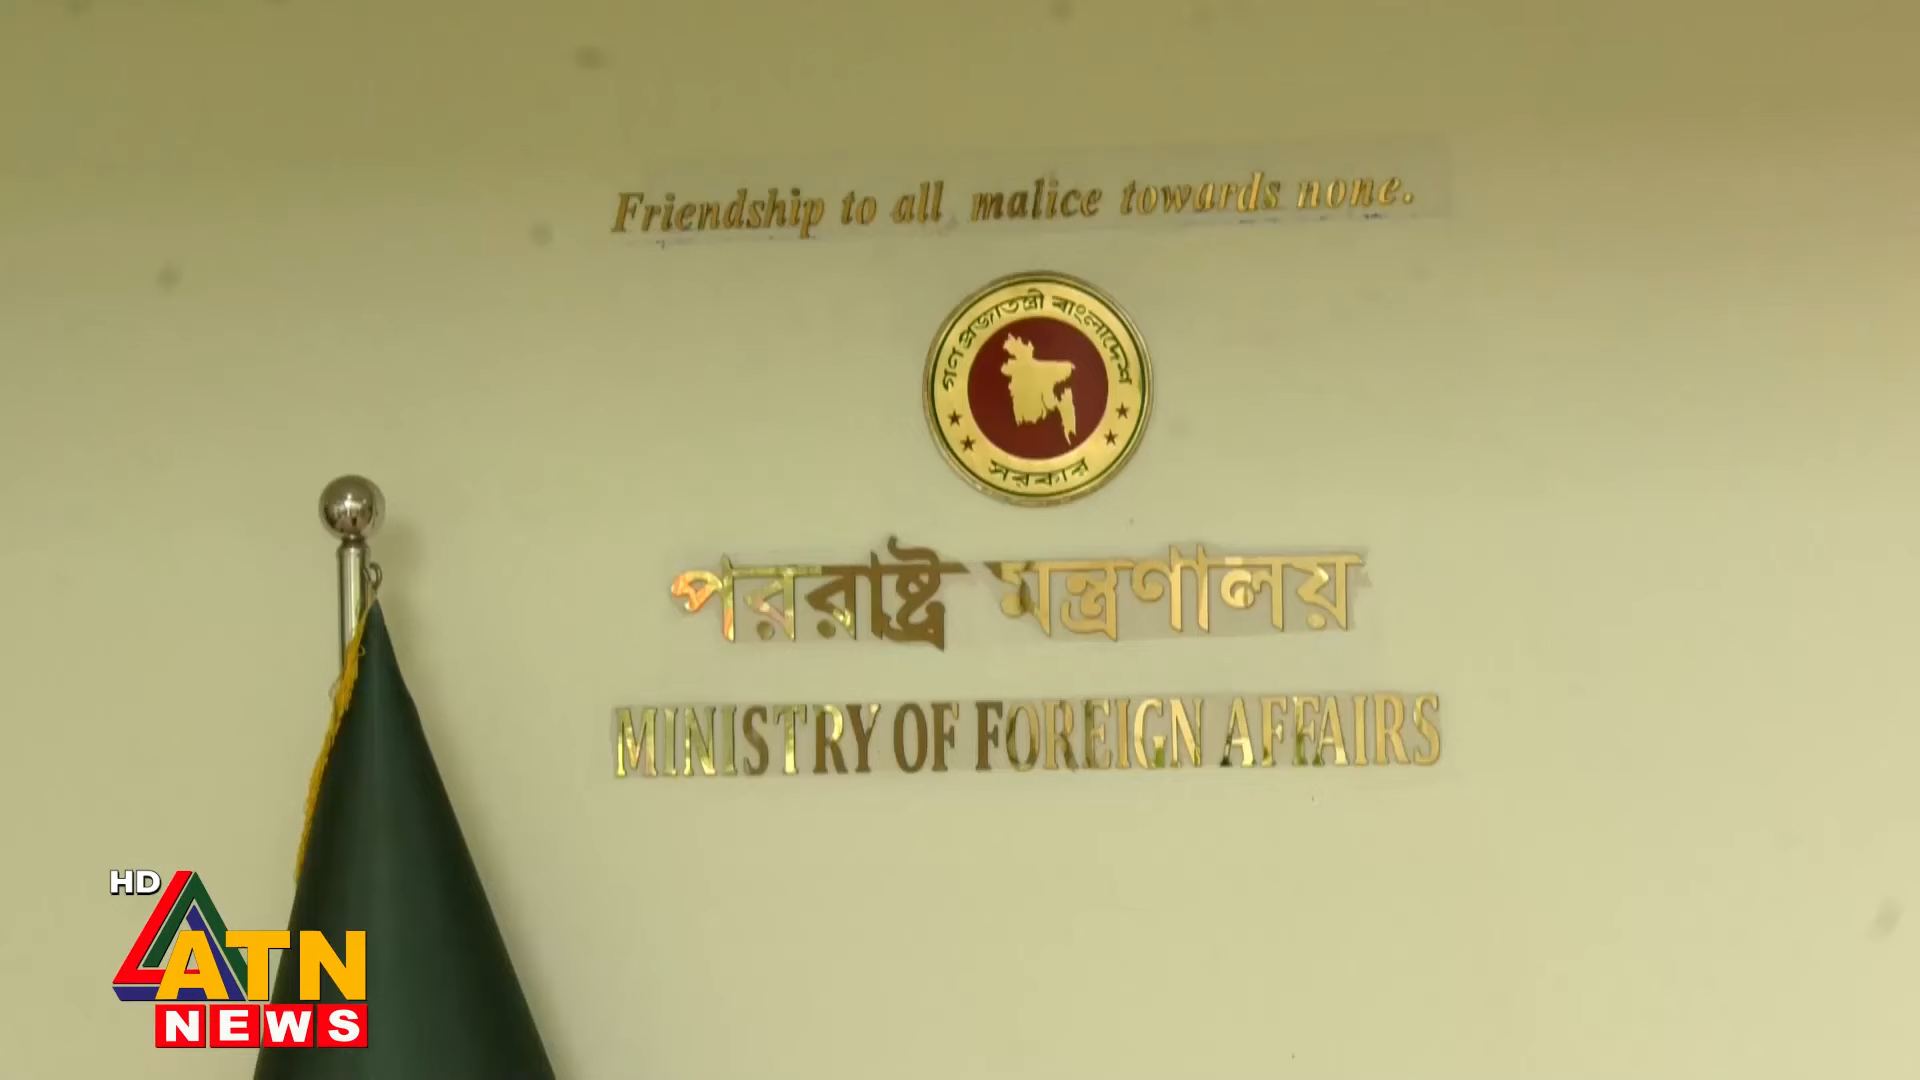 Friendship to all malice towards none.
গণপ্রজাতন্ত্রী বাংলাদেশ
সরকার
পররাষ্ট্র মন্ত্রণালয়
MINISTRY OF FOREIGN AFFAIRS
HD
ATN
NEWS